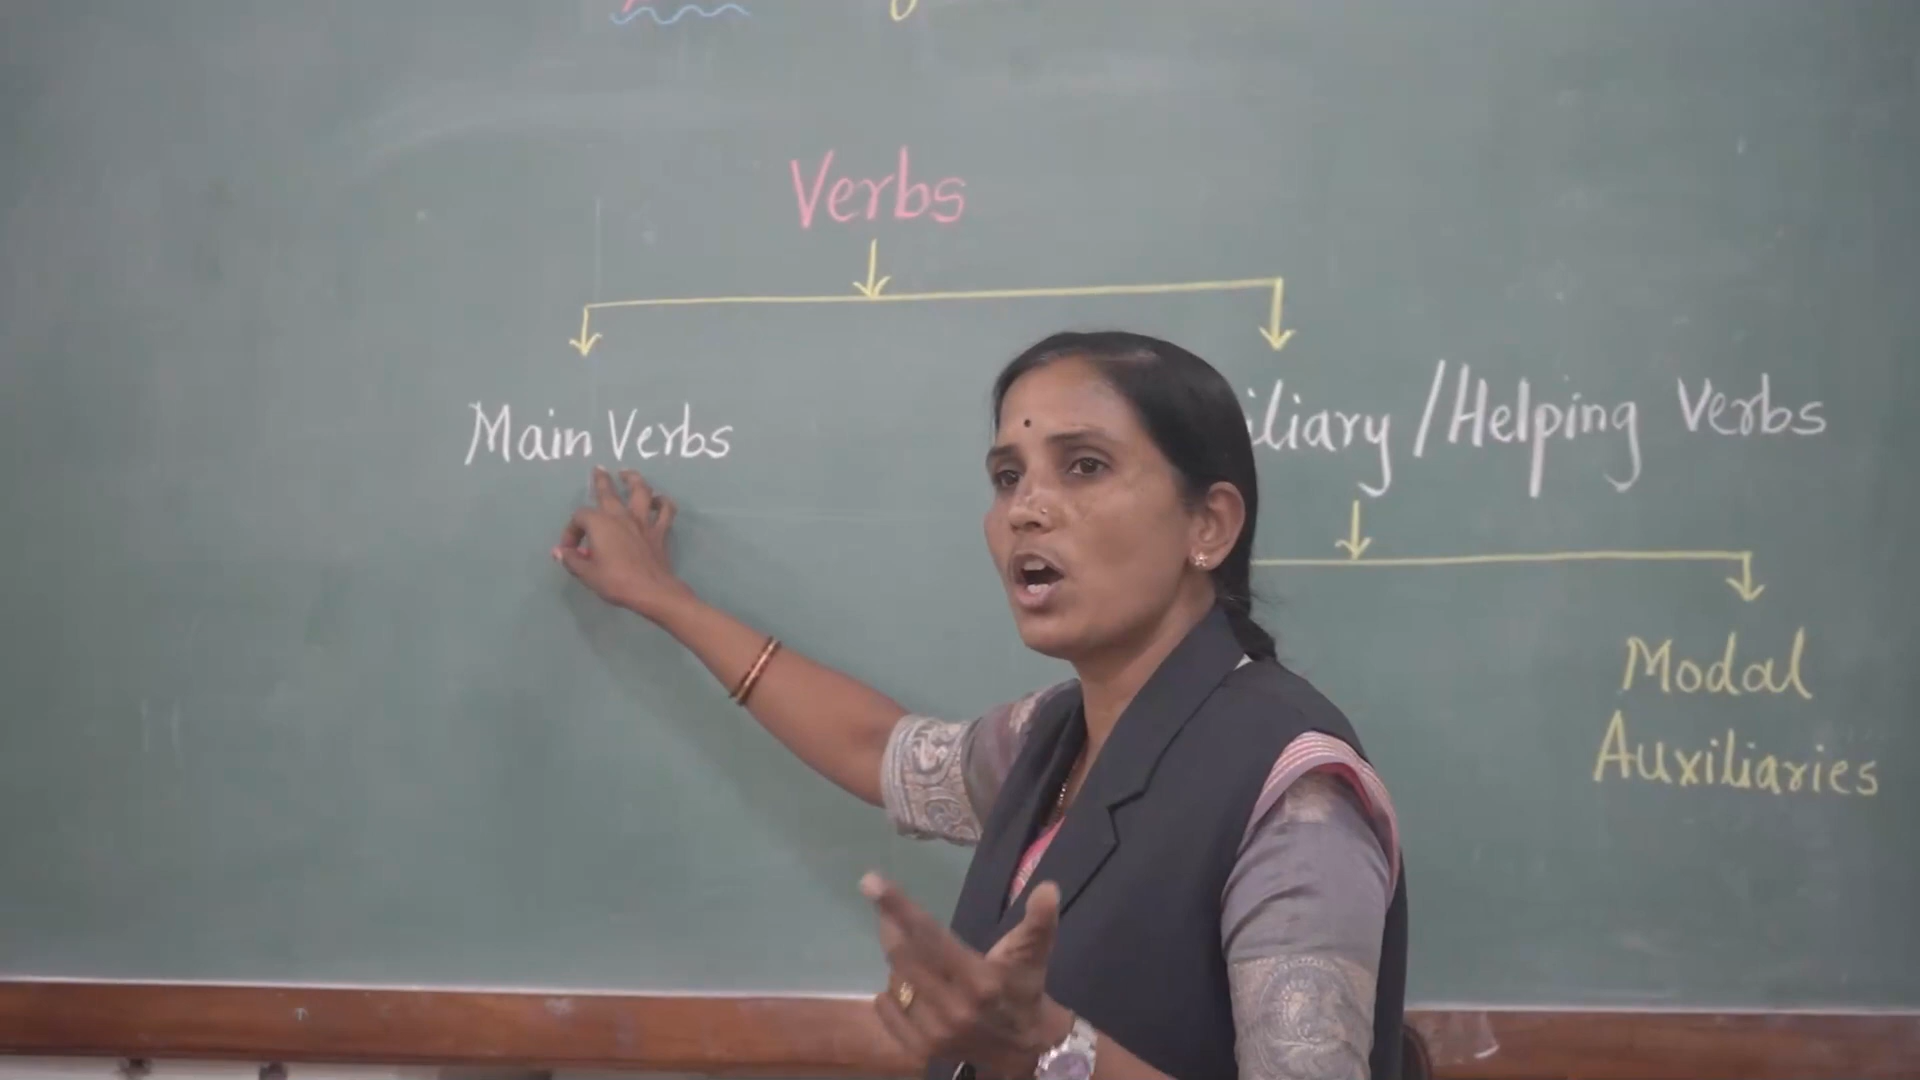 Verbs
Main Verbs
iliary / Helping Verbs
Modal
Auxiliaries